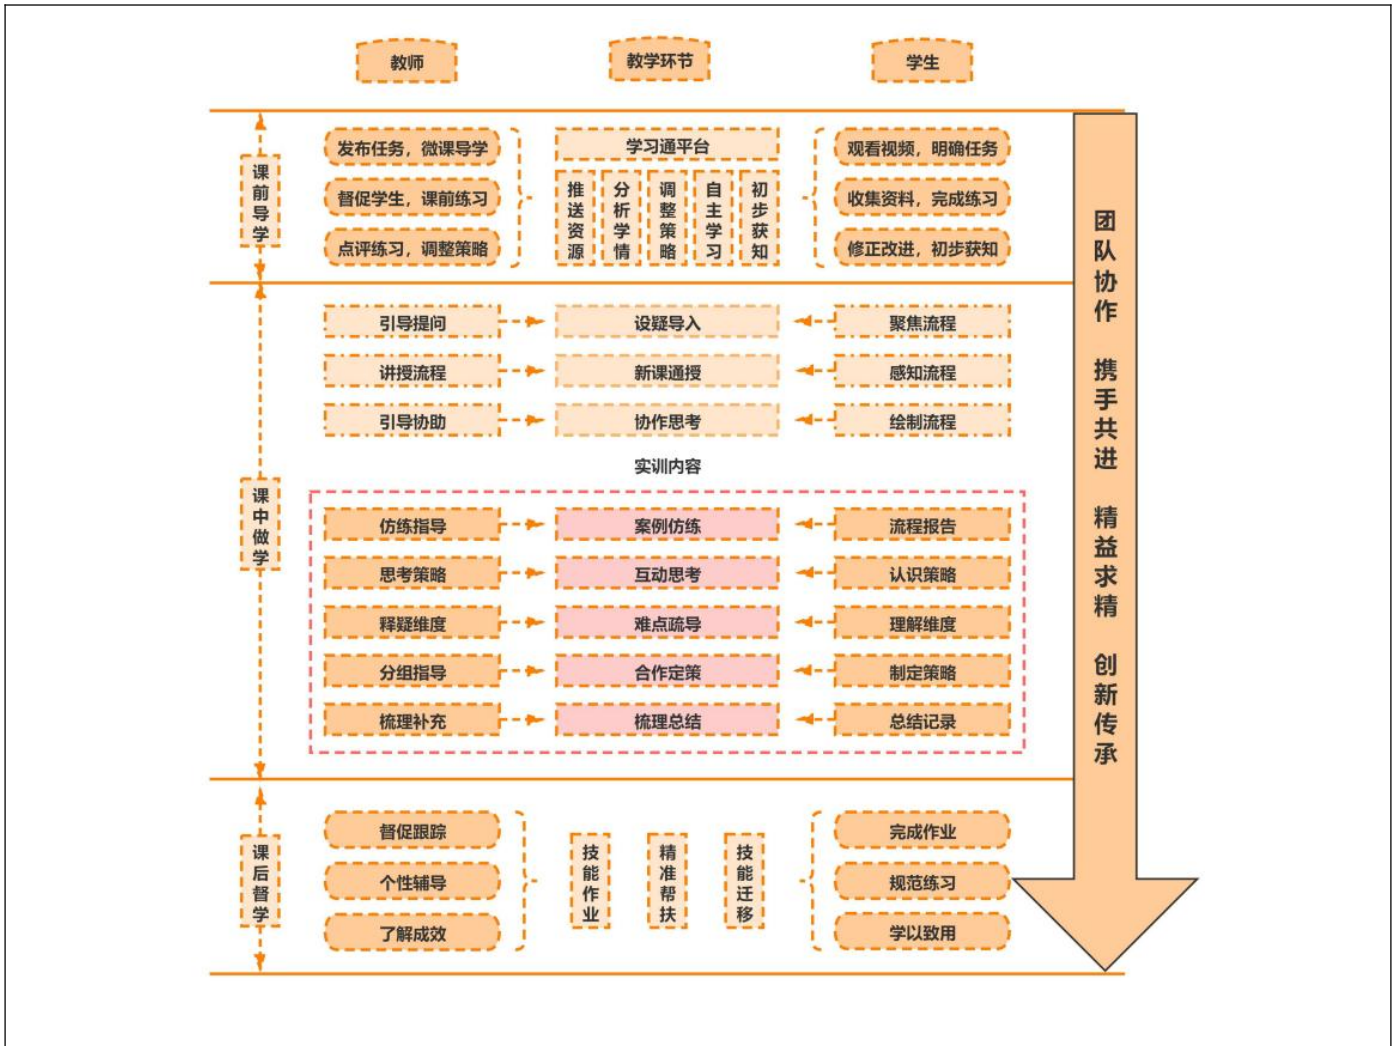 教师
教学环节
学生
课前导学
发布任务，微课导学
督促学生，课前练习
点评练习，调整策略
学习通平台
推送资源
分析学情
调整策略
自主学习
初步获知
观看视频，明确任务
收集资料，完成练习
修正改进，初步获知
课中做学
引导提问
设疑导入
聚焦流程
讲授流程
新课通授
感知流程
引导协助
协作思考
绘制流程
实训内容
仿练指导
案例仿练
流程报告
思考策略
互动思考
认识策略
释疑维度
难点疏导
理解维度
分组指导
合作定策
制定策略
梳理补充
梳理总结
总结记录
课后督学
督促跟踪
个性辅导
了解成效
技能作业
精准帮扶
技能迁移
完成作业
规范练习
学以致用
团队协作 携手共进 精益求精 创新传承